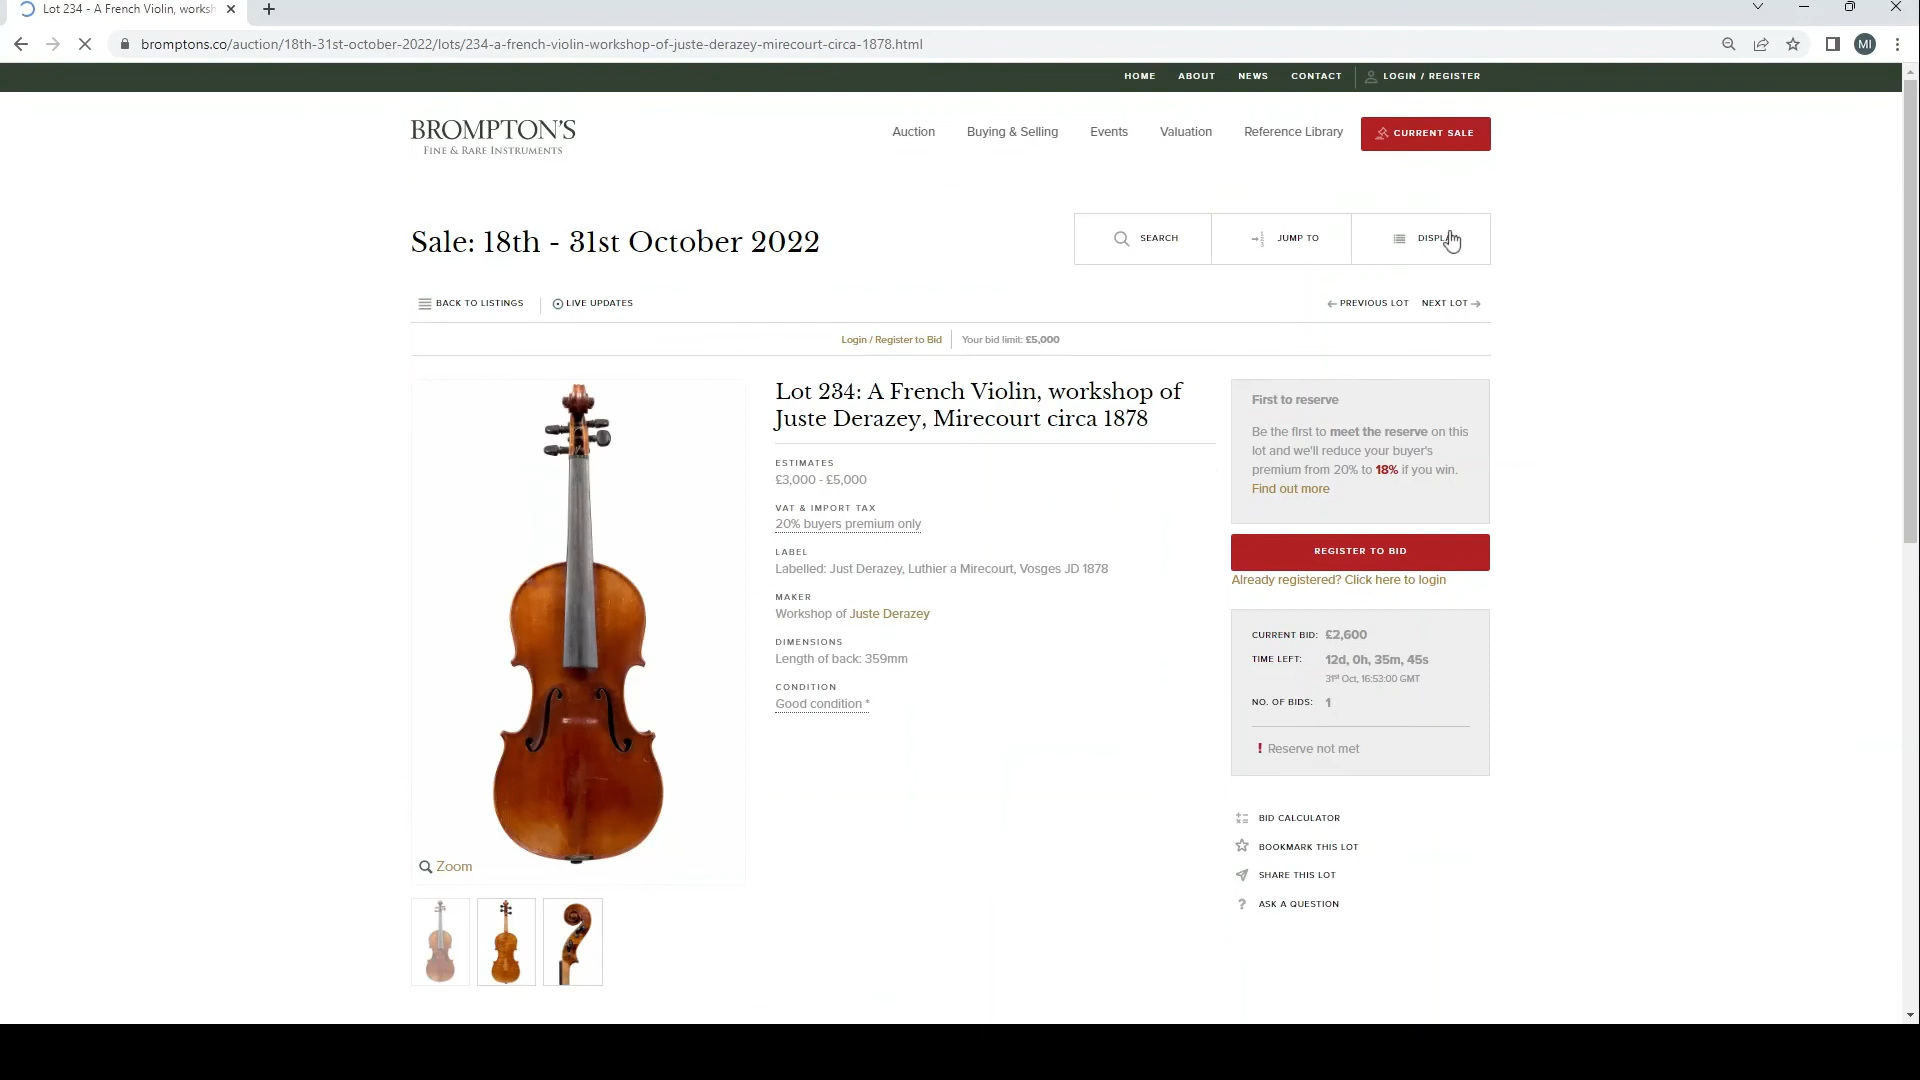 Lot 234 - A French Violin, worksh
bromptons.co/auction/18th-31st-october-2022/lots/234-a-french-violin-workshop-of-juste-derazey-mirecourt-circa-1878.html
MI
HOME ABOUT NEWS CONTACT LOGIN / REGISTER
BROMPTON'S
FINE & RARE INSTRUMENTS
Auction Buying & Selling Events Valuation Reference Library CURRENT SALE
Sale: 18th - 31st October 2022
SEARCH JUMP TO DISPLAY
BACK TO LISTINGS LIVE UPDATES
PREVIOUS LOT NEXT LOT
Login / Register to Bid Your bid limit: £5,000
Lot 234: A French Violin, workshop of
Juste Derazey, Mirecourt circa 1878
ESTIMATES
£3,000 - £5,000
VAT & IMPORT TAX
20% buyers premium only
LABEL
Labelled: Just Derazey, Luthier a Mirecourt, Vosges JD 1878
MAKER
Workshop of Juste Derazey
DIMENSIONS
Length of back: 359mm
CONDITION
Good condition *
Zoom
First to reserve
Be the first to meet the reserve on this
lot and we'll reduce your buyer's
premium from 20% to 18% if you win.
Find out more
REGISTER TO BID
Already registered? Click here to login
CURRENT BID: £2,600
TIME LEFT: 12d, 0h, 35m, 45s
31st Oct, 16:53:00 GMT
NO. OF BIDS: 1
! Reserve not met
BID CALCULATOR
BOOKMARK THIS LOT
SHARE THIS LOT
? ASK A QUESTION